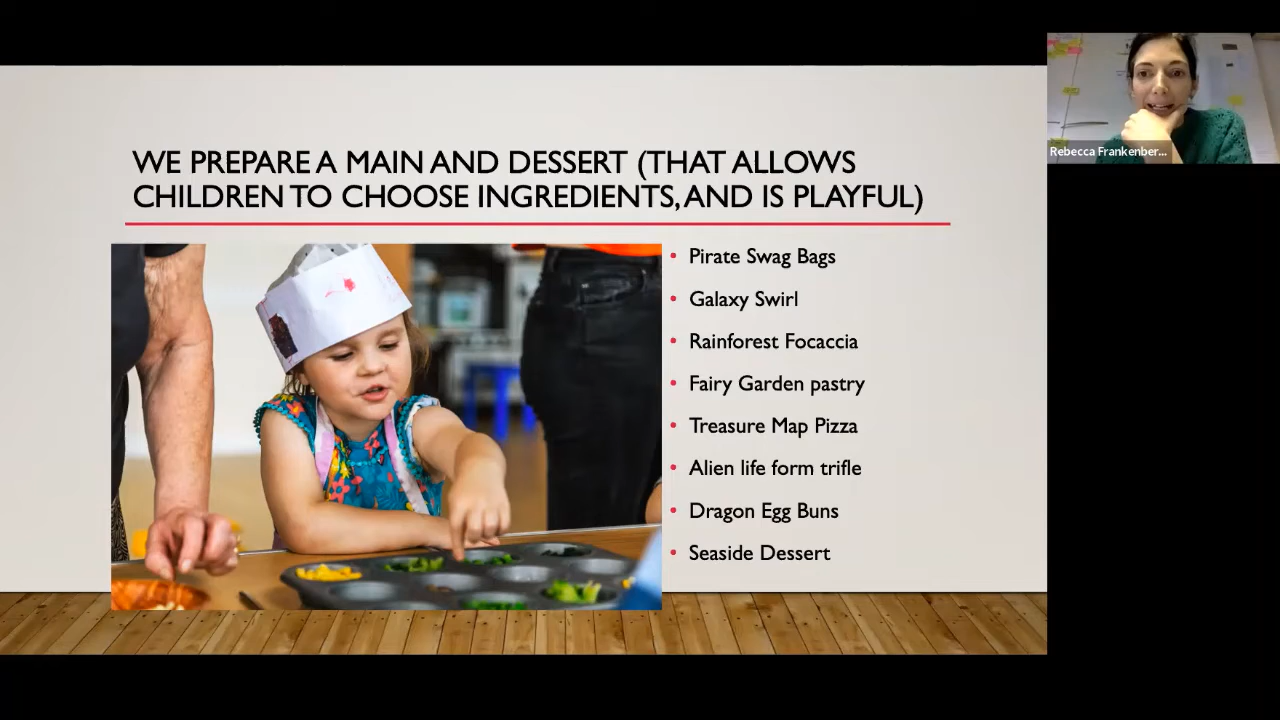 WE PREPARE A MAIN AND DESSERT (THAT ALLOWS
CHILDREN TO CHOOSE INGREDIENTS, AND IS PLAYFUL)
Pirate Swag Bags
Galaxy Swirl
Rainforest Focaccia
Fairy Garden pastry
Treasure Map Pizza
Alien life form trifle
Dragon Egg Buns
Seaside Dessert
Rebecca Frankenber...